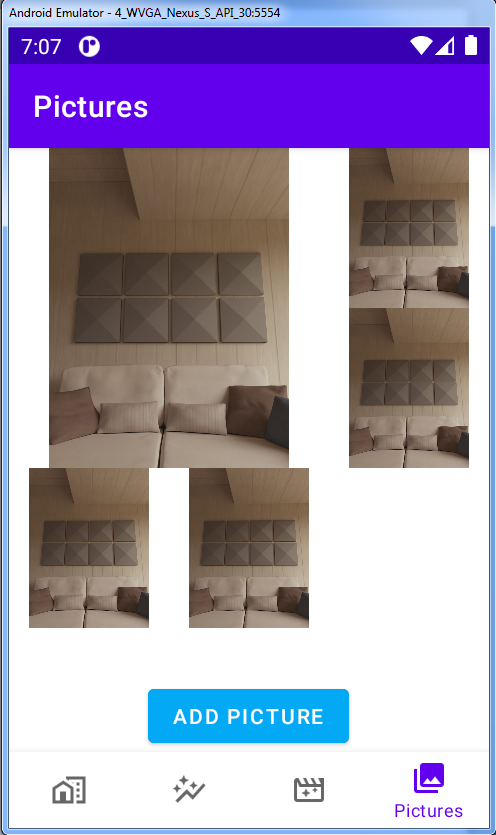 Android Emulator - 4_WVGA_Nexus_S_API_30:5554
7:07
Pictures
ADD PICTURE
Pictures